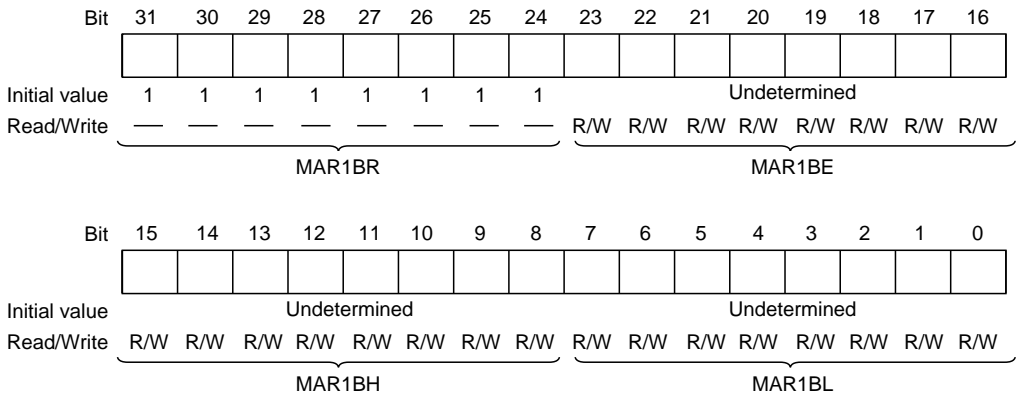 Bit 31 30 29 28 27 26 25 24 23 22 21 20 19 18 17 16
Initial value 1 1 1 1 1 1 1 1 Undetermined
Read/Write — — — — — — — — R/W R/W R/W R/W R/W R/W R/W R/W
MAR1BR MAR1BE
Bit 15 14 13 12 11 10 9 8 7 6 5 4 3 2 1 0
Initial value Undetermined Undetermined
Read/Write R/W R/W R/W R/W R/W R/W R/W R/W R/W R/W R/W R/W R/W R/W R/W R/W
MAR1BH MAR1BL